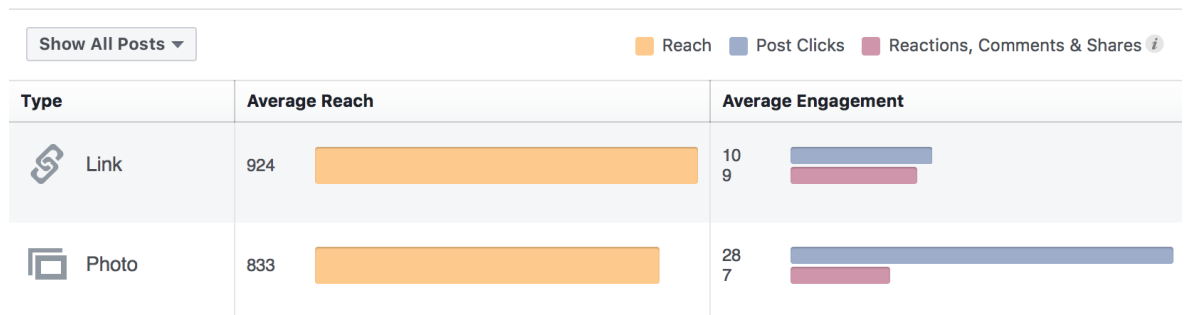 Show All Posts
Reach Post Clicks Reactions, Comments & Shares i
Type Average Reach Average Engagement
Link 924 10
9
Photo 833 28
7